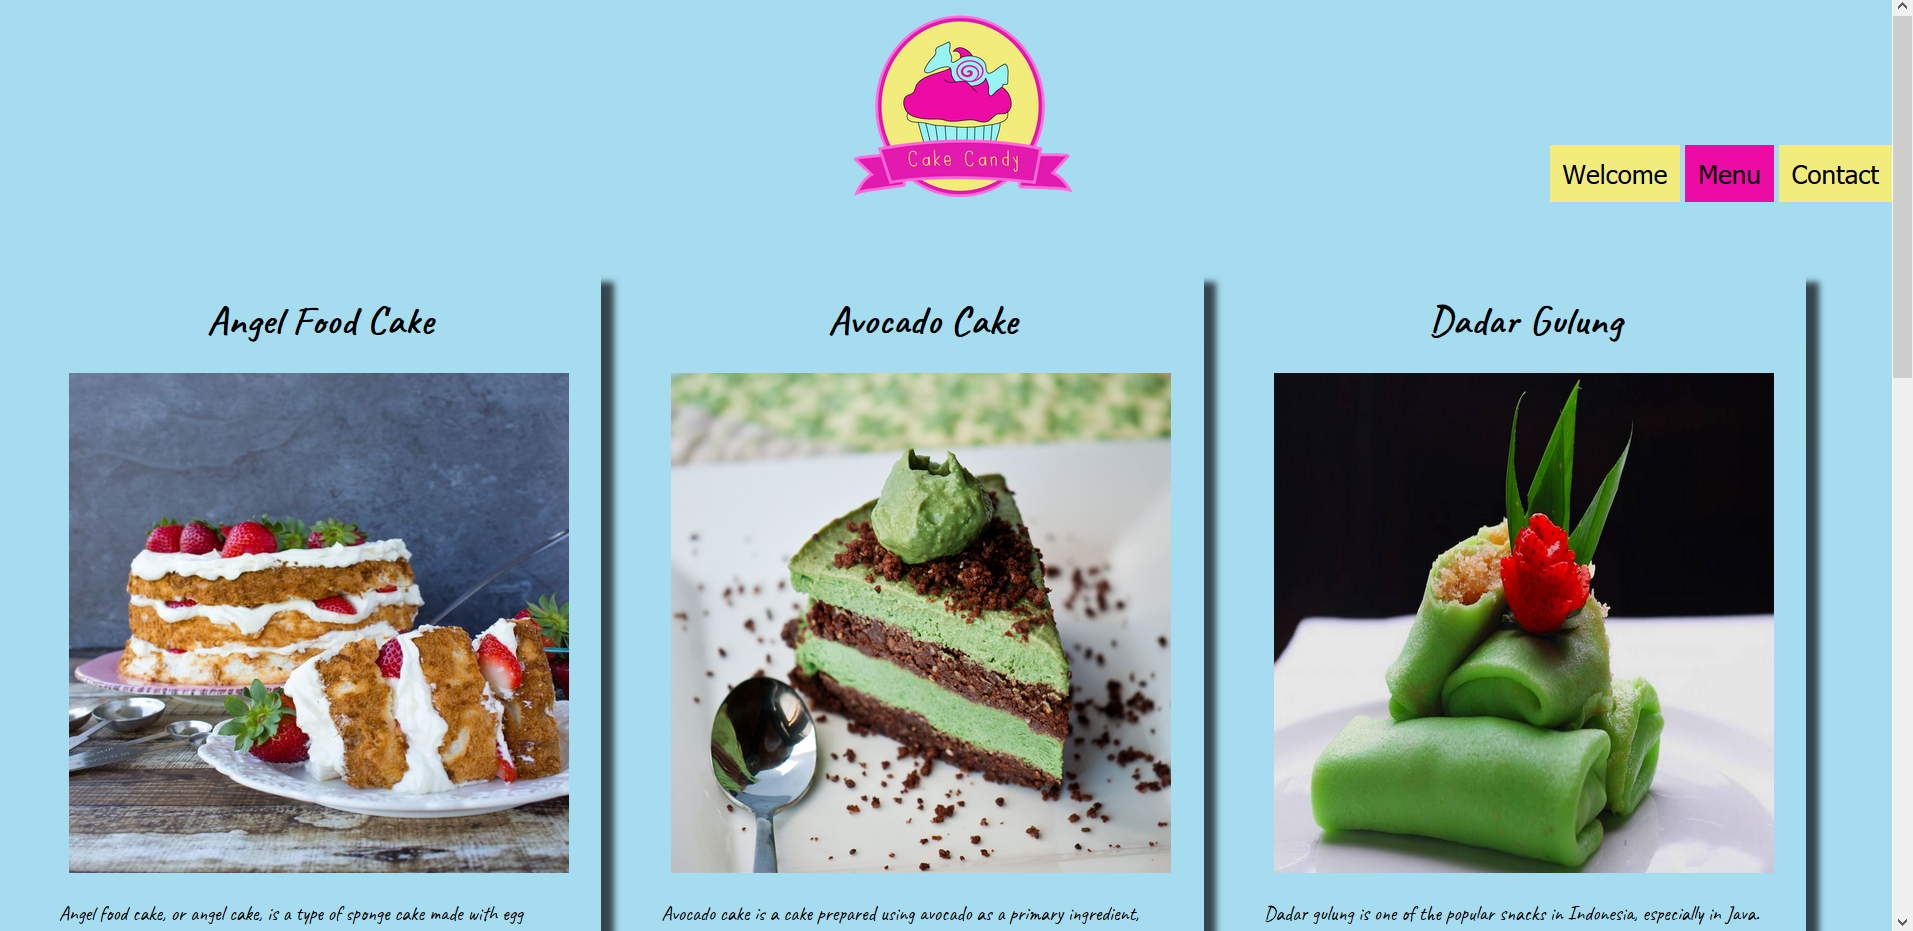 Cake Candy
Welcome
Menu
Contact
Angel Food Cake
Avocado Cake
Dadar Gulung
Angel food cake, or angel cake, is a type of sponge cake made with egg
Avocado cake is a cake prepared using avocado as a primary ingredient,
Dadar gulung is one of the popular snacks in Indonesia, especially in Java.